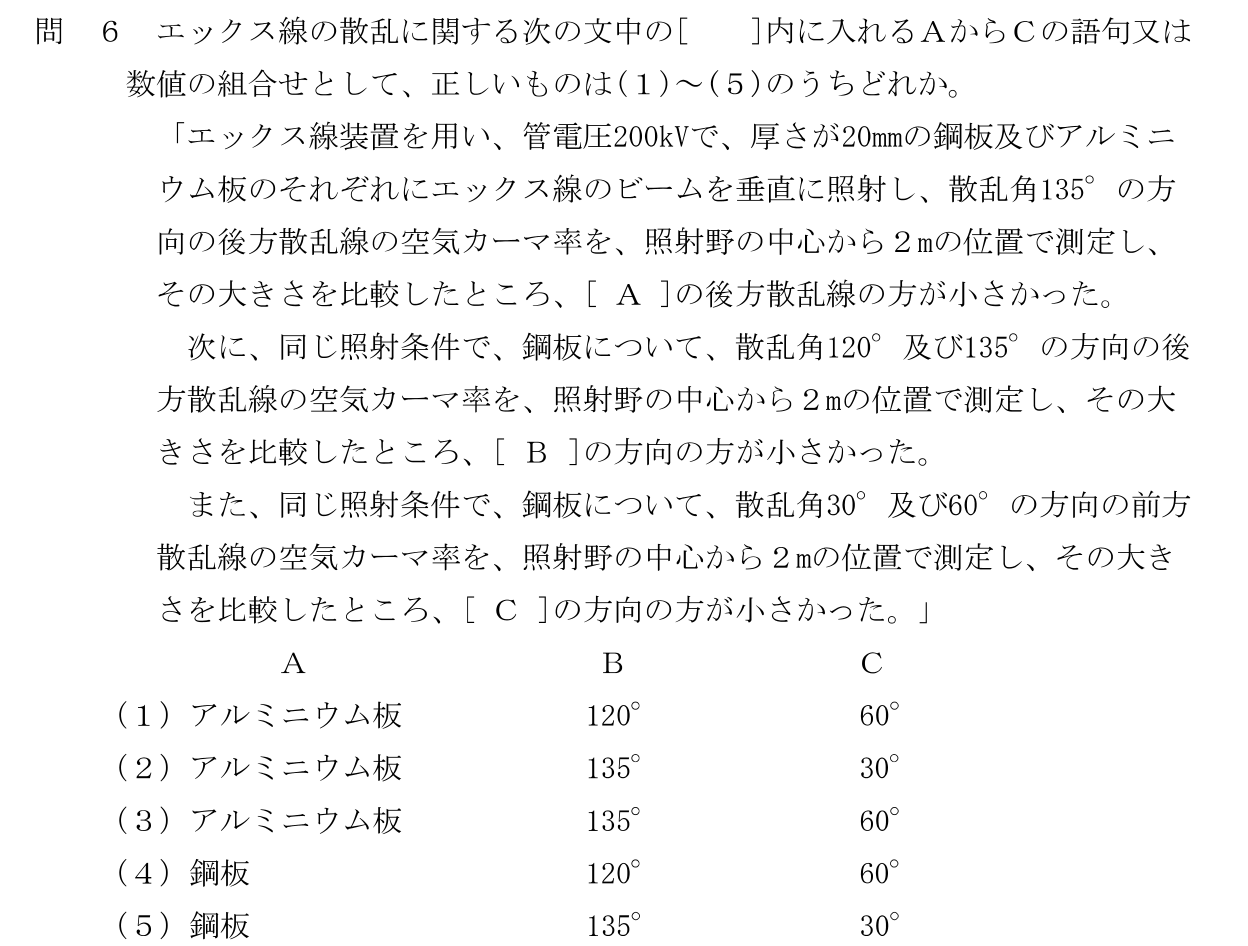 問　６　エックス線の散乱に関する次の文中の[　　]内に入れるＡからＣの語句又は
数値の組合せとして、正しいものは(１)～(５)のうちどれか。
「エックス線装置を用い、管電圧200kVで、厚さが20mmの鋼板及びアルミニ
ウム板のそれぞれにエックス線のビームを垂直に照射し、散乱角135°の方
向の後方散乱線の空気カーマ率を、照射野の中心から２mの位置で測定し、
その大きさを比較したところ、[　Ａ　]の後方散乱線の方が小さかった。
次に、同じ照射条件で、鋼板について、散乱角120°及び135°の方向の後
方散乱線の空気カーマ率を、照射野の中心から２mの位置で測定し、その大
きさを比較したところ、[　Ｂ　]の方向の方が小さかった。
また、同じ照射条件で、鋼板について、散乱角30°及び60°の方向の前方
散乱線の空気カーマ率を、照射野の中心から２mの位置で測定し、その大き
さを比較したところ、[　Ｃ　]の方向の方が小さかった。」
Ａ　Ｂ　Ｃ
（１）アルミニウム板　120°　60°
（２）アルミニウム板　135°　30°
（３）アルミニウム板　135°　60°
（４）鋼板　120°　60°
（５）鋼板　135°　30°